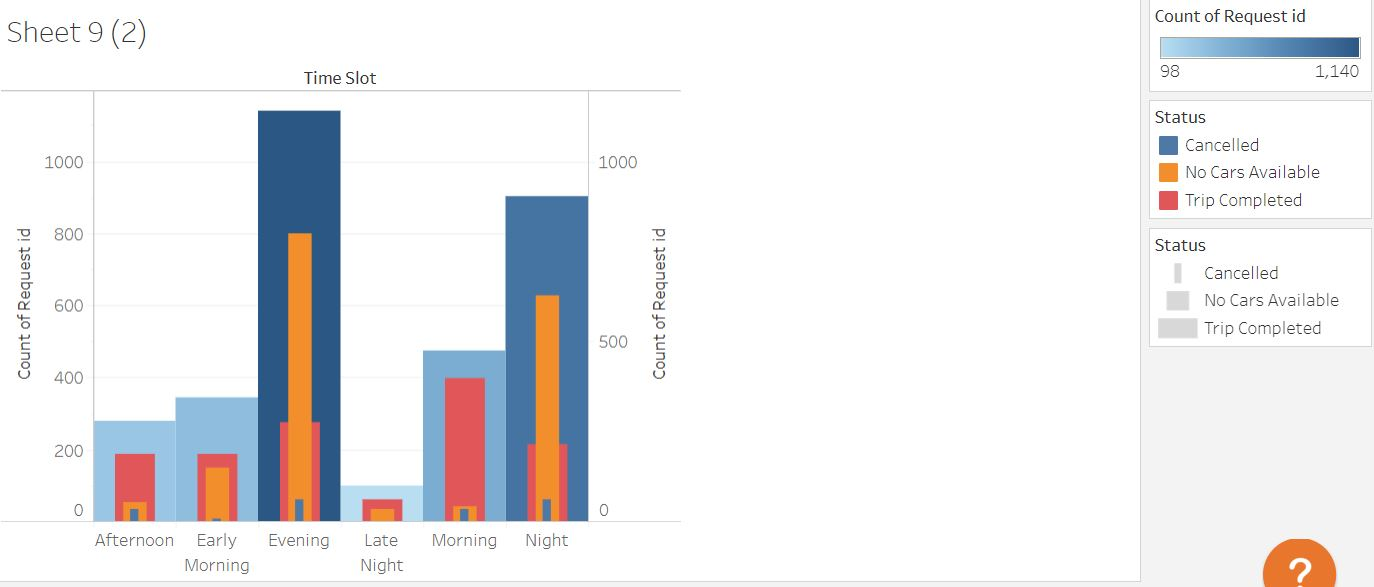 Sheet 9 (2)
Time Slot
Count of Request id
1000
800
600
400
200
0
1000
500
0
Count of Request id
Afternoon
Early
Morning
Evening
Late
Night
Morning
Night
Count of Request id
98 1,140
Status
Cancelled
No Cars Available
Trip Completed
Status
Cancelled
No Cars Available
Trip Completed
?